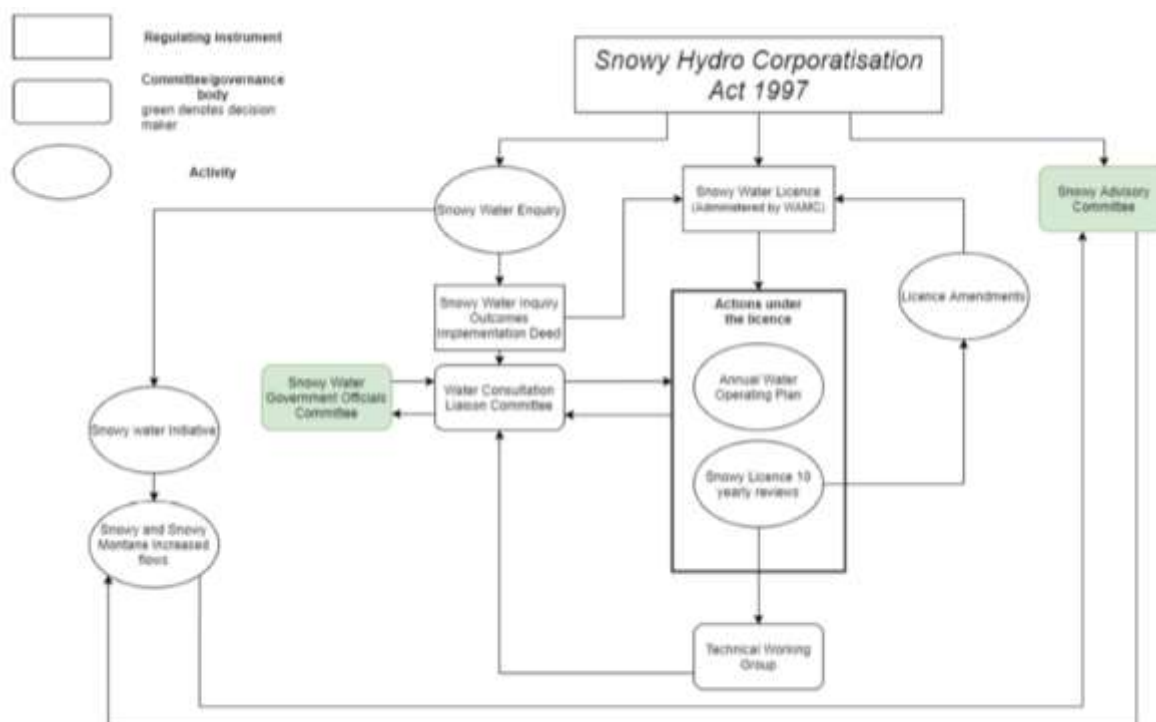 Regulating instrument
Committee/governance
body
green denotes decision
maker
Activity
Snowy Hydro Corporatisation
Act 1997
Snowy Water Enquiry
Snowy Water Licence
(Administered by WAMC)
Snowy Advisory
Committee
Snowy Water Inquiry
Outcomes
Implementation Deed
Actions under
the licence
Licence Amendments
Snowy Water
Government Officials
Committee
Water Consultation
Liaison Committee
Annual Water
Operating Plan
Snowy water Initiative
Snowy Licence 10
yearly reviews
Snowy and Snowy
Montane Increased
flows
Technical Working
Group